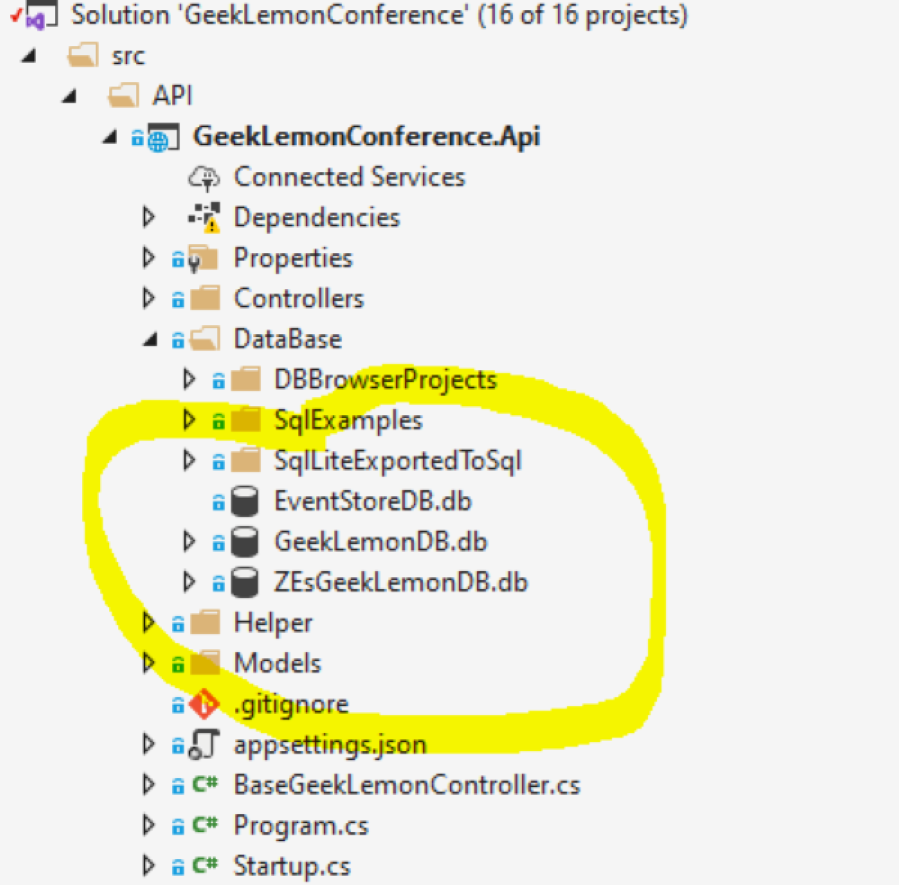 Solution 'GeekLemonConference' (16 of 16 projects)
src
API
GeekLemonConference.Api
Connected Services
Dependencies
Properties
Controllers
DataBase
DBBrowserProjects
SqlExamples
SqlLiteExportedToSql
EventStoreDB.db
GeekLemonDB.db
ZEsGeekLemonDB.db
Helper
Models
.gitignore
appsettings.json
C# BaseGeekLemonController.cs
C# Program.cs
C# Startup.cs